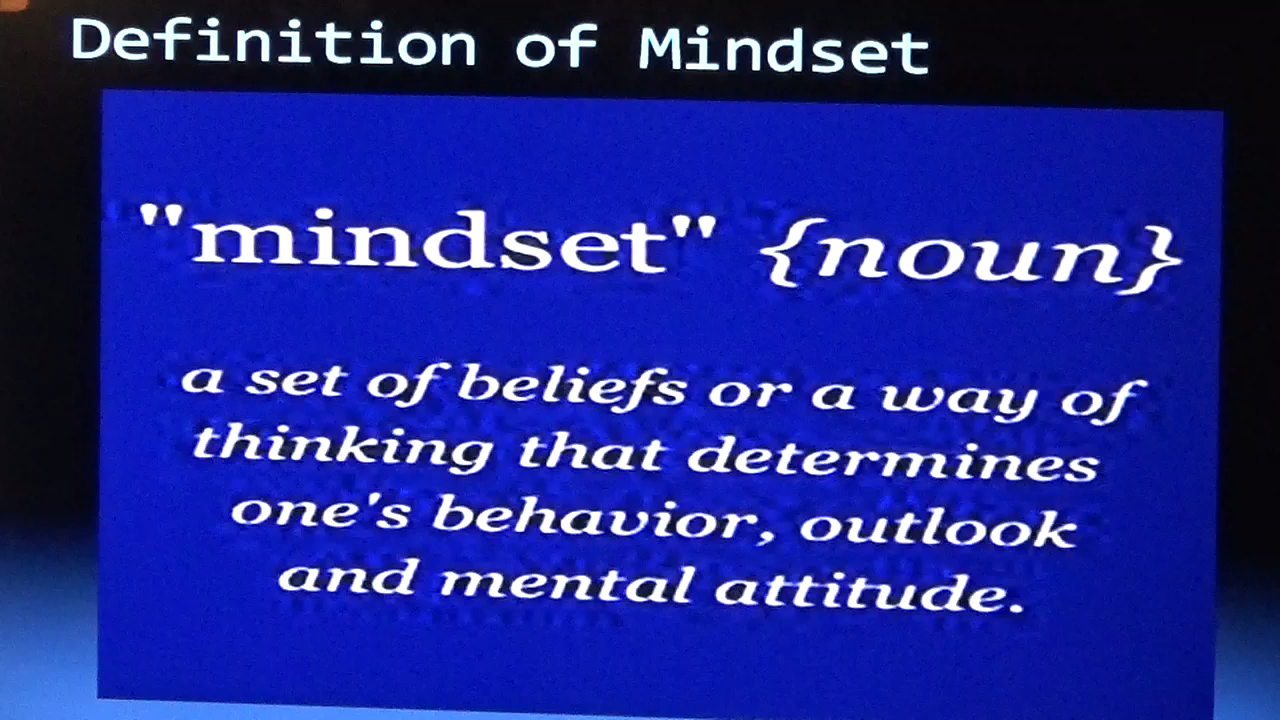 Definition of Mindset
"mindset" {noun}
a set of beliefs or a way of
thinking that determines
one's behavior, outlook
and mental attitude.